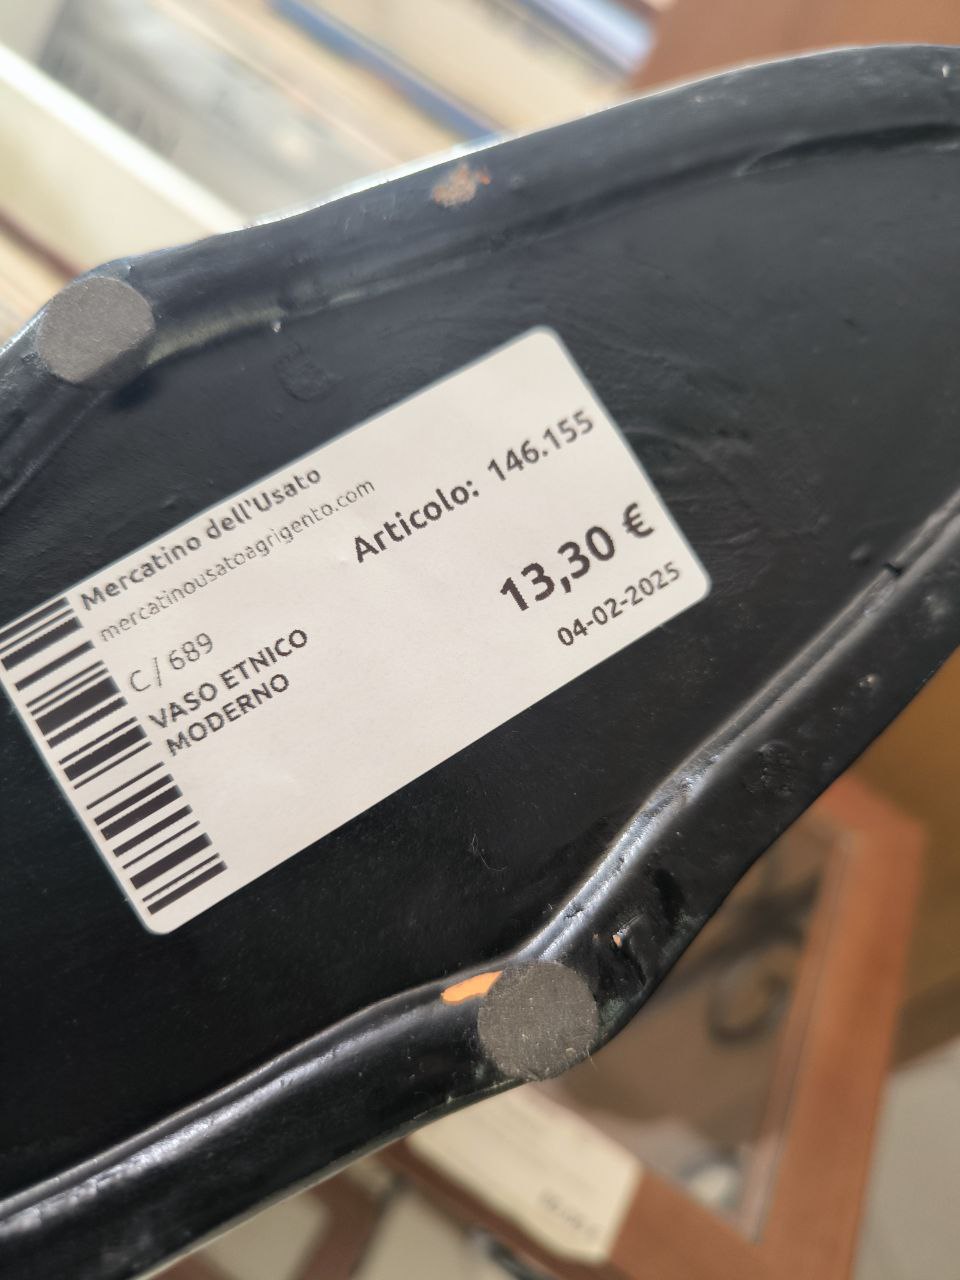 Mercatino dell'Usato
mercatinousatoagrigento.com
Articolo: 146.155
C / 689
13,30 €
VASO ETNICO
MODERNO
04-02-2025